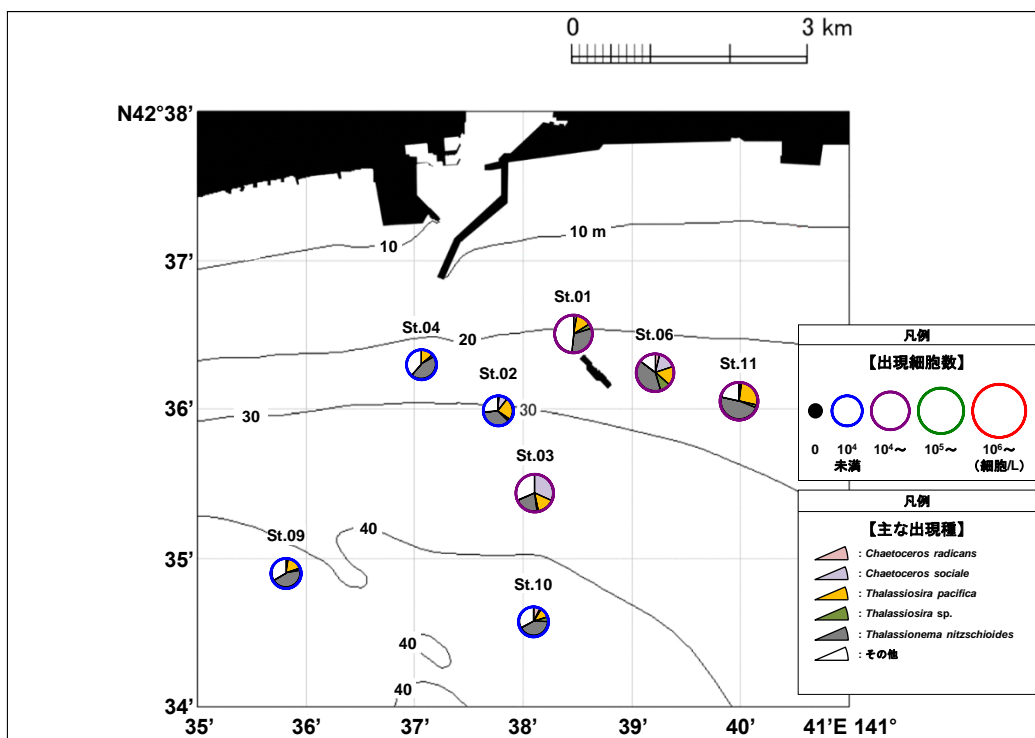 0 3 km
N42°38’
10
10 m
37’
St.01
St.04
20
St.06
St.11
St.02
36’
30
30
St.03
40
St.09
35’
St.10
40
40
34’
35’ 36’ 37’ 38’ 39’ 40’ 41’E 141°
凡例
【出現細胞数】
0 10⁴ 10⁴～ 10⁵～ 10⁶～
未満 (細胞/L)
凡例
【主な出現種】
: Chaetoceros radicans
: Chaetoceros sociale
: Thalassiosira pacifica
: Thalassiosira sp.
: Thalassionema nitzschioides
: その他